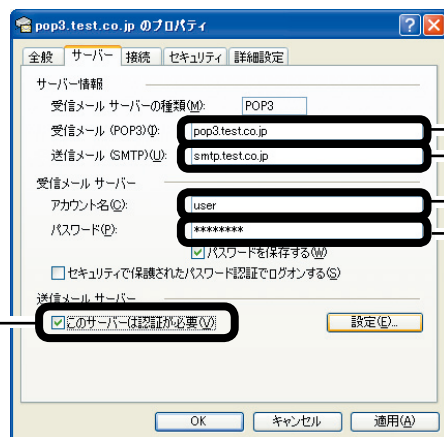 pop3.test.co.jp のプロパティ
全般 サーバー 接続 セキュリティ 詳細設定
サーバー情報
受信メール サーバーの種類(M): POP3
受信メール (POP3)(I): pop3.test.co.jp
送信メール (SMTP)(U): smtp.test.co.jp
受信メール サーバー
アカウント名(C): user
パスワード(P): ********
パスワードを保存する(W)
セキュリティで保護されたパスワード認証でログオンする(S)
送信メール サーバー
このサーバーは認証が必要(V) 設定(E)...
OK キャンセル 適用(A)